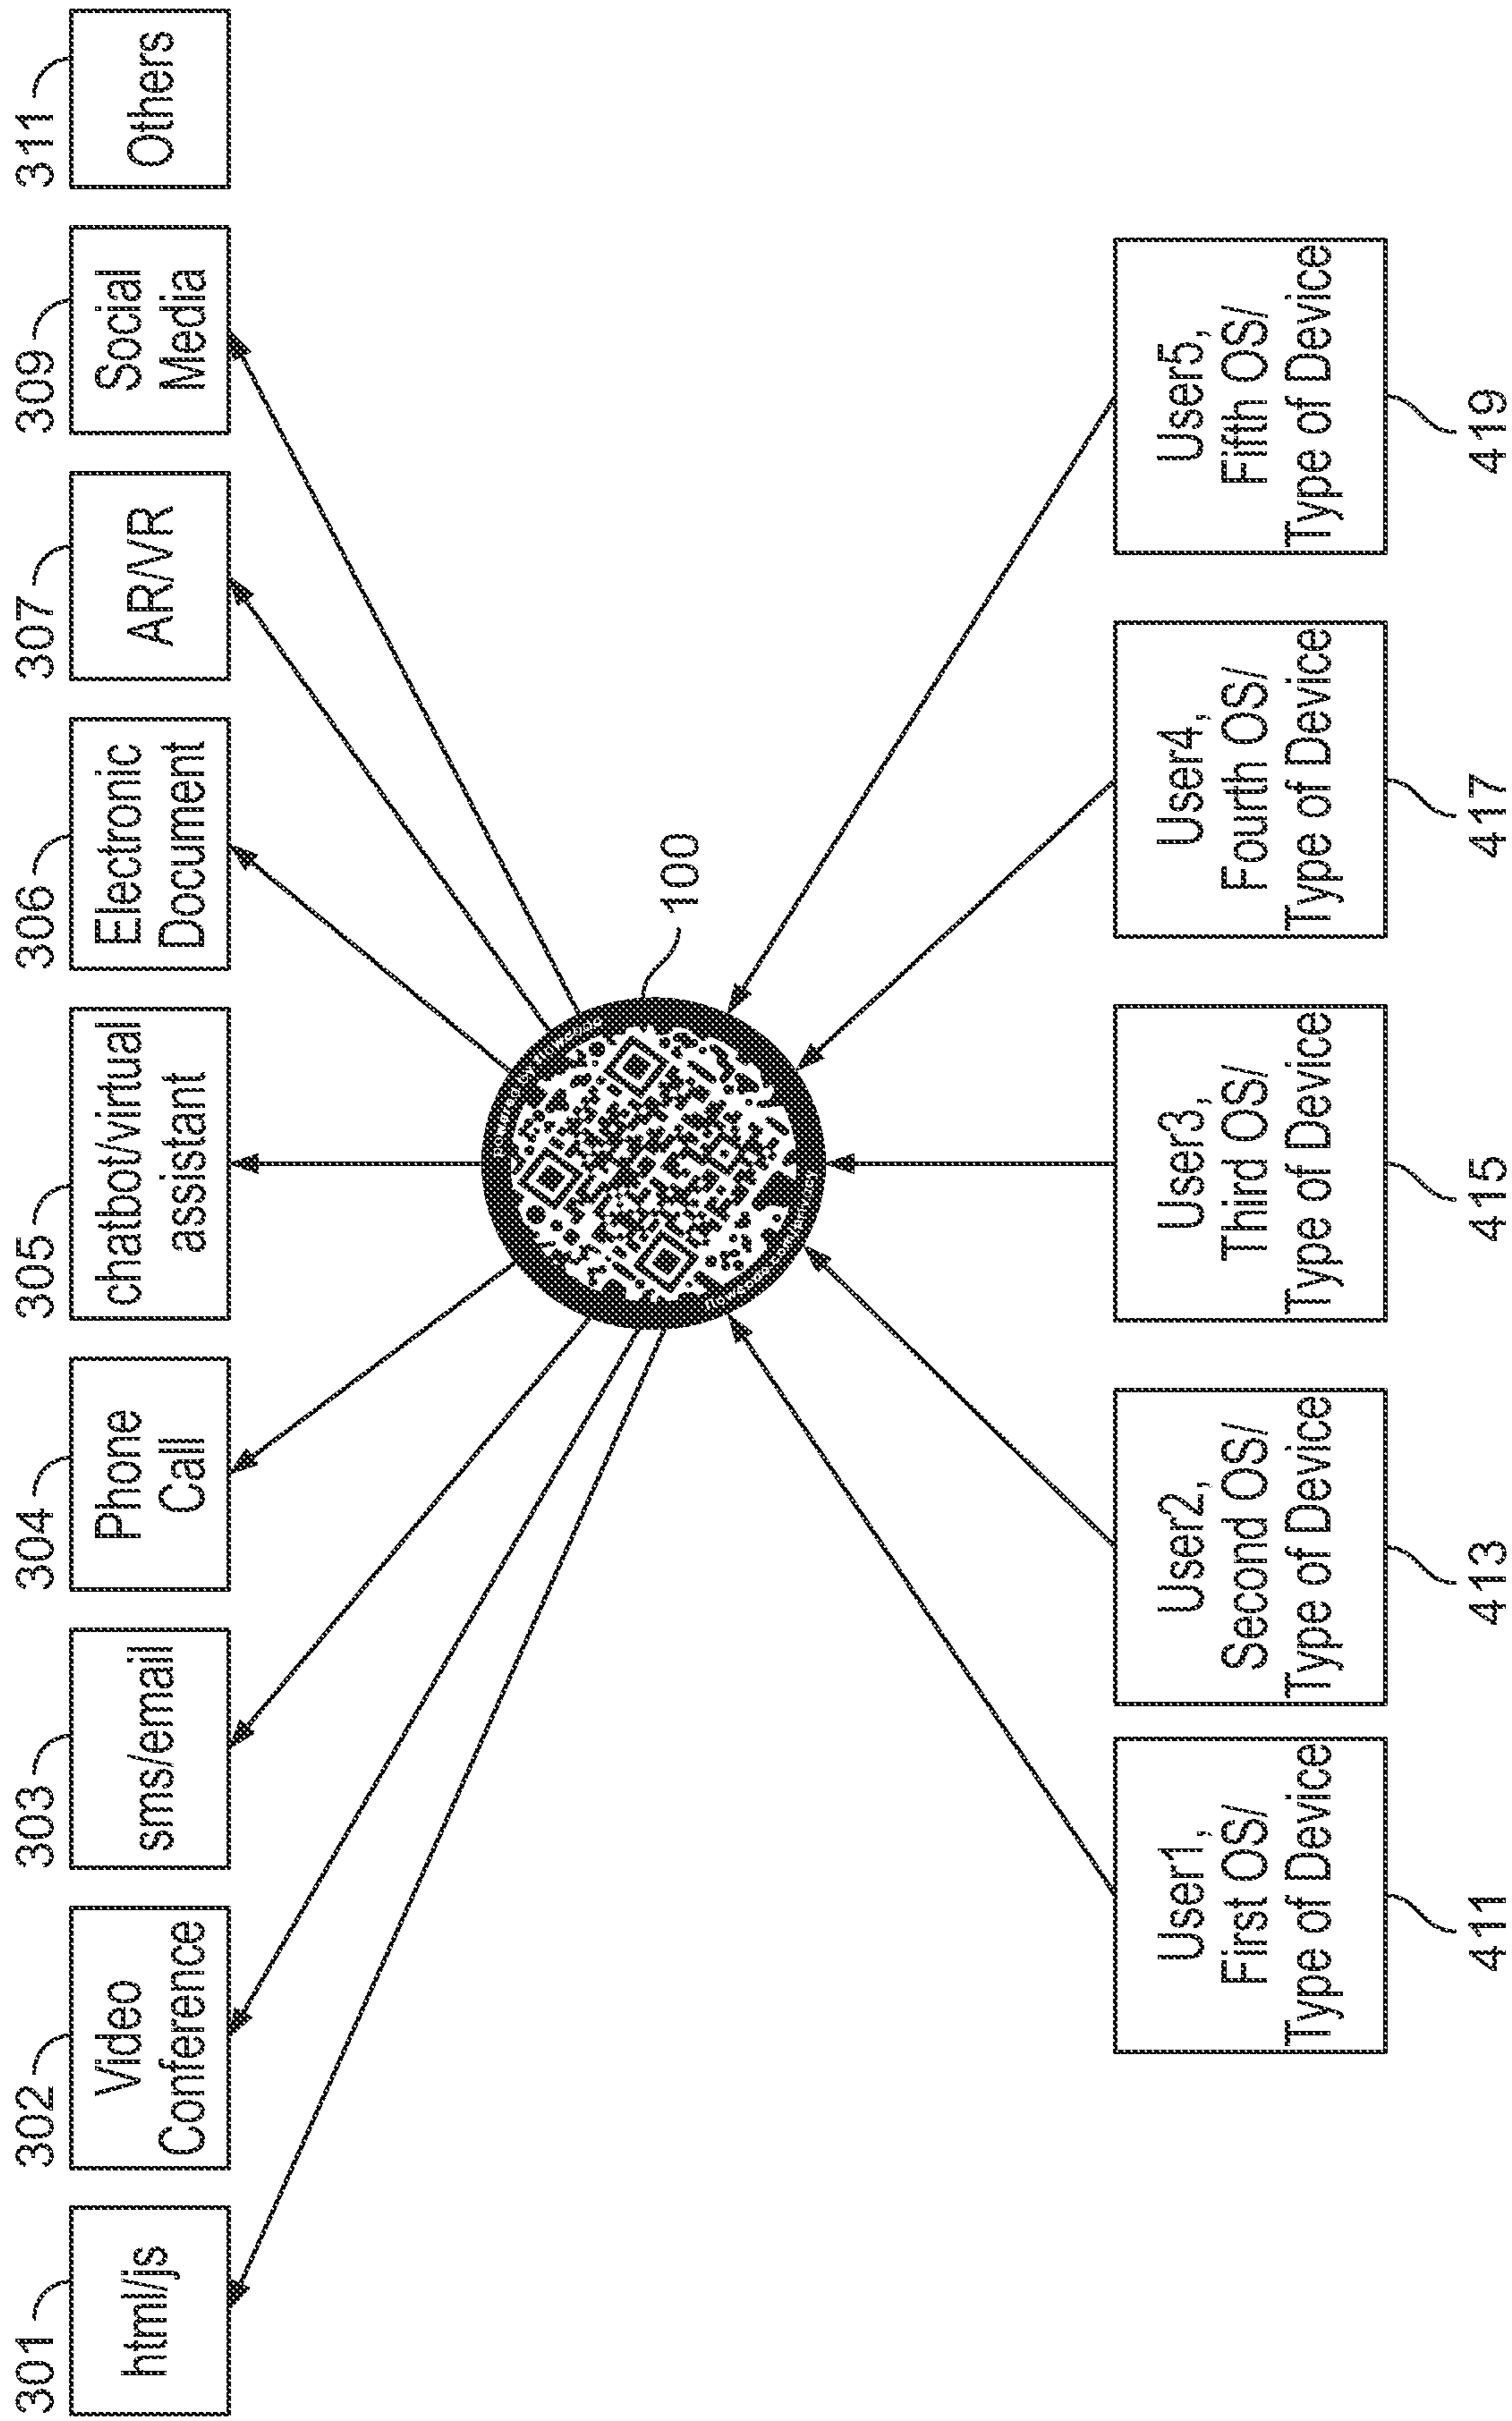 301
302
303
304
305
306
307
309
311
html/js
Video
Conference
sms/email
Phone
Call
chatbot/virtual
assistant
Electronic
Document
AR/VR
Social
Media
Others
100
User1,
First OS/
Type of Device
User2,
Second OS/
Type of Device
User3,
Third OS/
Type of Device
User4,
Fourth OS/
Type of Device
User5,
Fifth OS/
Type of Device
411
413
415
417
419